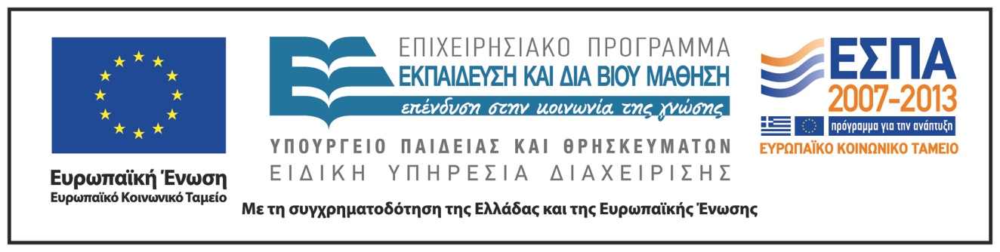 Ευρωπαϊκή Ένωση
Ευρωπαϊκό Κοινωνικό Ταμείο
ΕΠΙΧΕΙΡΗΣΙΑΚΟ ΠΡΟΓΡΑΜΜΑ
ΕΚΠΑΙΔΕΥΣΗ ΚΑΙ ΔΙΑ ΒΙΟΥ ΜΑΘΗΣΗ
επένδυση στην κοινωνία της γνώσης
ΥΠΟΥΡΓΕΙΟ ΠΑΙΔΕΙΑΣ ΚΑΙ ΘΡΗΣΚΕΥΜΑΤΩΝ
ΕΙΔΙΚΗ ΥΠΗΡΕΣΙΑ ΔΙΑΧΕΙΡΙΣΗΣ
ΕΣΠΑ
2007-2013
πρόγραμμα για την ανάπτυξη
ΕΥΡΩΠΑΪΚΟ ΚΟΙΝΩΝΙΚΟ ΤΑΜΕΙΟ
Με τη συγχρηματοδότηση της Ελλάδας και της Ευρωπαϊκής Ένωσης